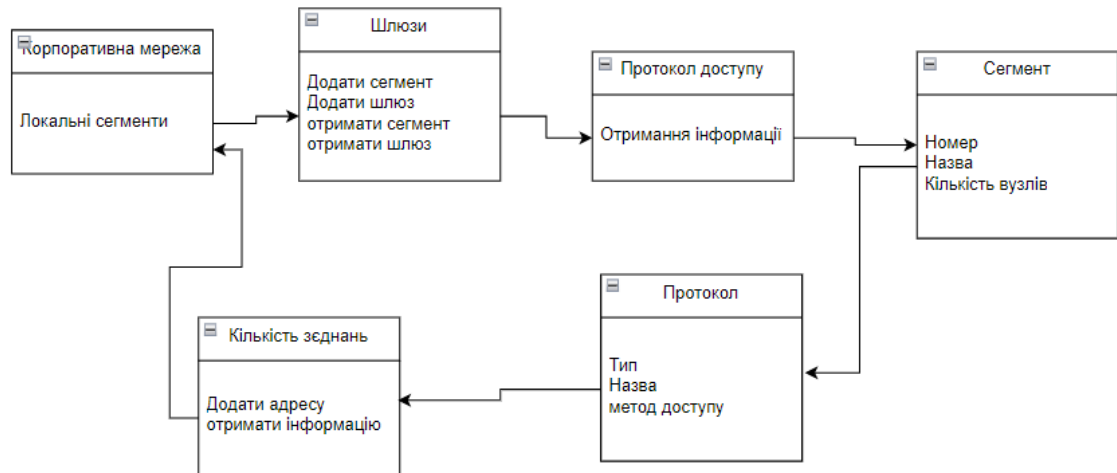 Корпоративна мережа
Локальні сегменти
Шлюзи
Додати сегмент
Додати шлюз
отримати сегмент
отримати шлюз
Протокол доступу
Отримання інформації
Сегмент
Номер
Назва
Кількість вузлів
Протокол
Тип
Назва
метод доступу
Кількість зєднань
Додати адресу
отримати інформацію